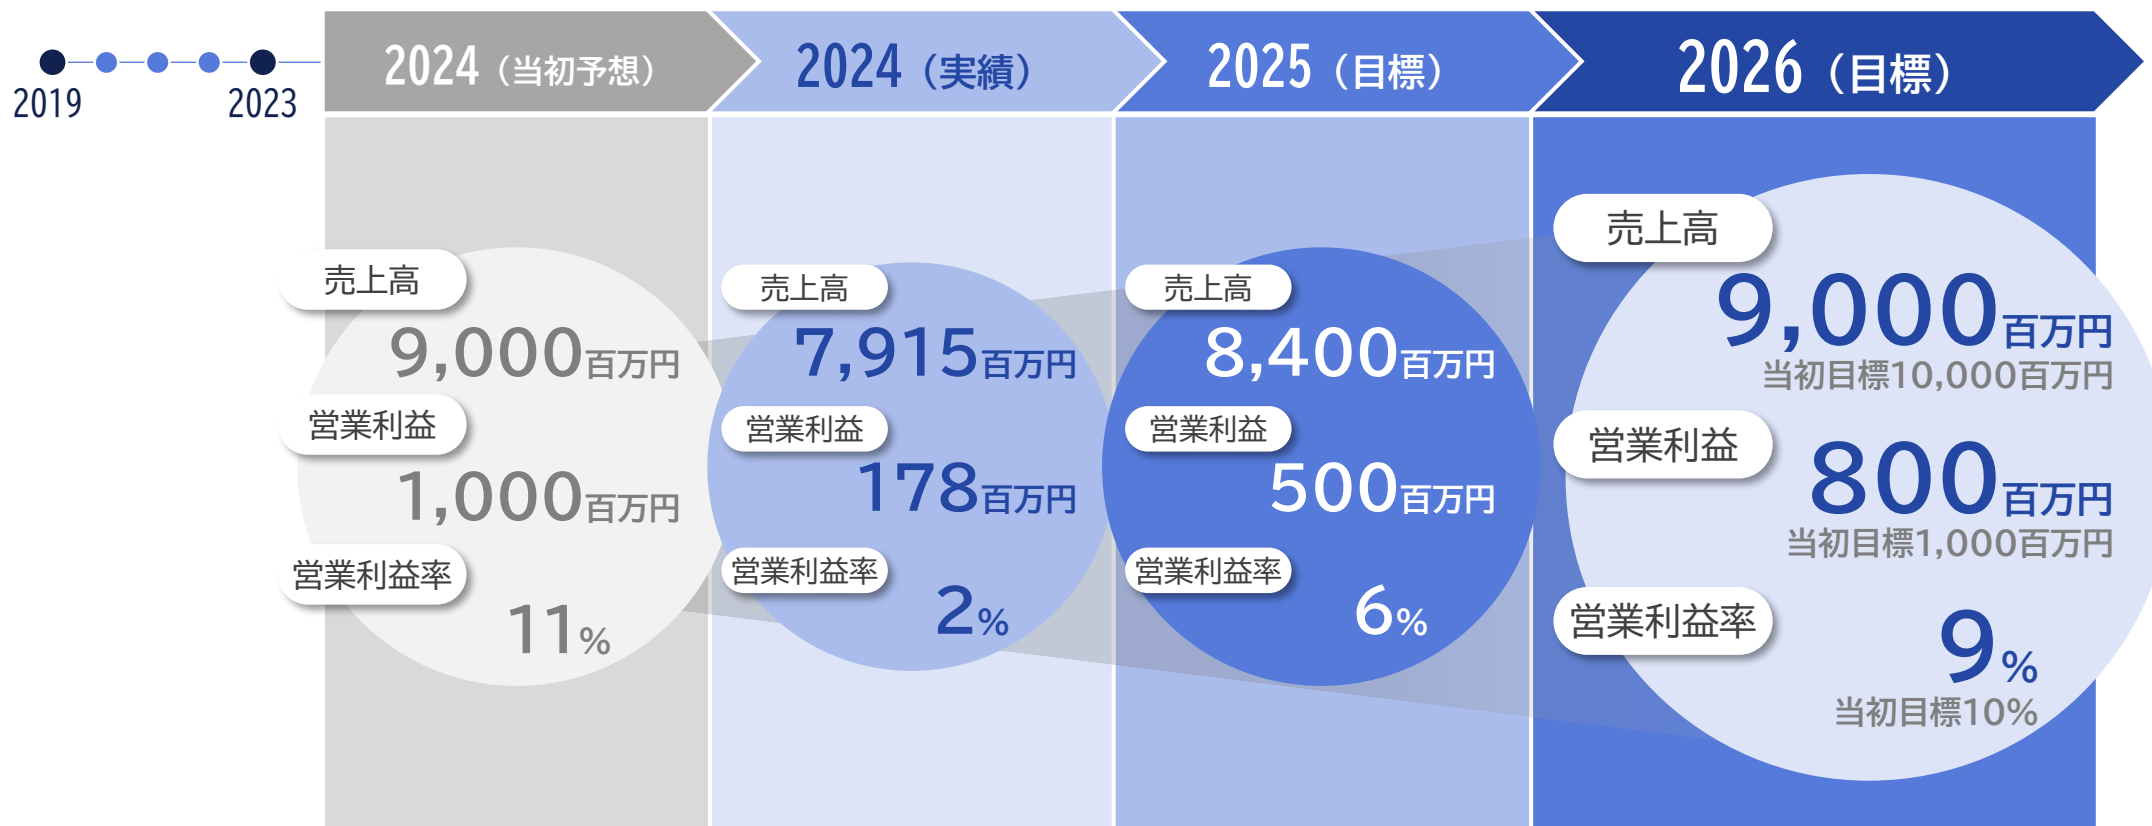 2019
2023
2024（当初予想）
売上高
9,000百万円
営業利益
1,000百万円
営業利益率
11%
2024（実績）
売上高
7,915百万円
営業利益
178百万円
営業利益率
2%
2025（目標）
売上高
8,400百万円
営業利益
500百万円
営業利益率
6%
2026（目標）
売上高
9,000百万円
当初目標10,000百万円
営業利益
800百万円
当初目標1,000百万円
営業利益率
9%
当初目標10%